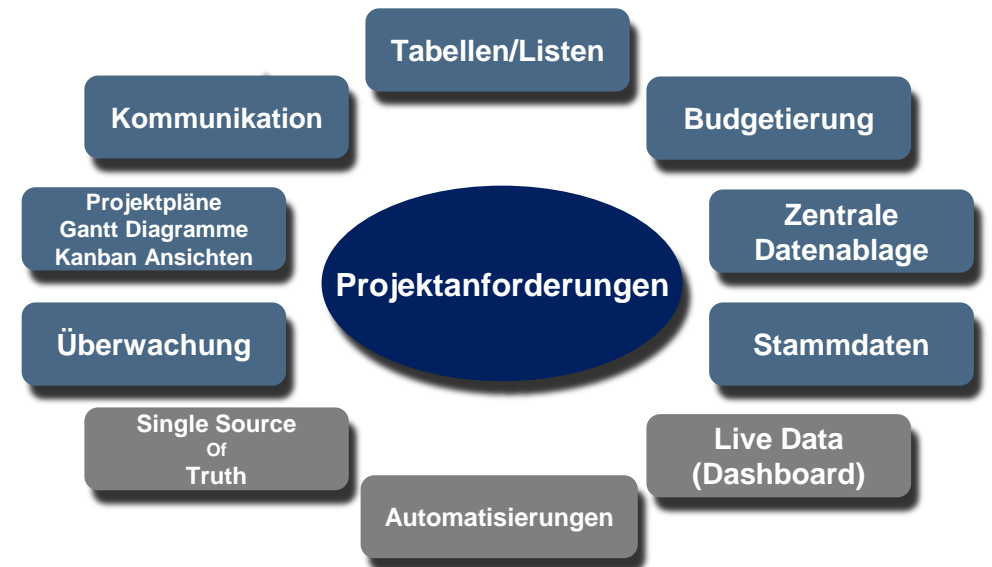 Tabellen/Listen
Kommunikation
Budgetierung
Projektpläne
Gantt Diagramme
Kanban Ansichten
Zentrale
Datenablage
Projektanforderungen
Überwachung
Stammdaten
Single Source
Of
Truth
Live Data
(Dashboard)
Automatisierungen